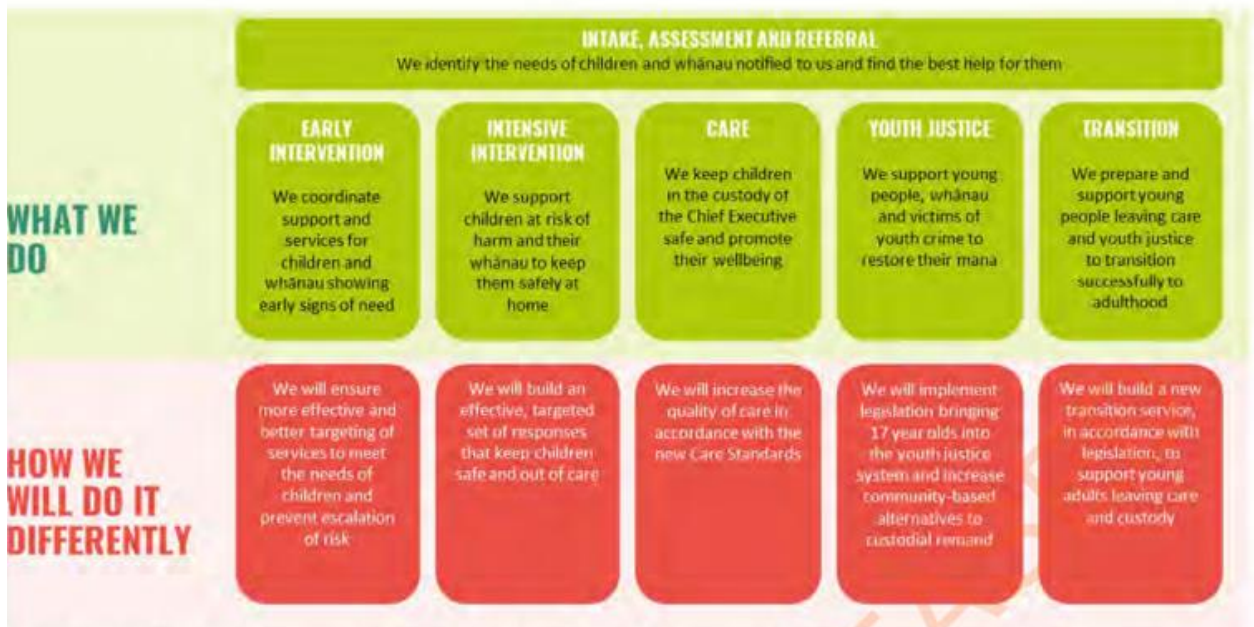 INTAKE, ASSESSMENT AND REFERRAL
We identify the needs of children and whānau notified to us and find the best help for them
WHAT WE
DO
EARLY
INTERVENTION
We coordinate
support and
services for
children and
whānau showing
early signs of need
INTENSIVE
INTERVENTION
We support
children at risk of
harm and their
whānau to keep
them safely at
home
CARE
We keep children
in the custody of
the Chief Executive
safe and promote
their wellbeing
YOUTH JUSTICE
We support young
people, whānau
and victims of
youth crime to
restore their mana
TRANSITION
We prepare and
support young
people leaving care
and youth justice
to transition
successfully to
adulthood
HOW WE
WILL DO IT
DIFFERENTLY
We will ensure
more effective and
better targeting of
services to meet
the needs of
children and
prevent escalation
of risk
We will build an
effective, targeted
set of responses
that keep children
safe and out of care
We will increase the
quality of care in
accordance with the
new Care Standards
We will implement
legislation bringing
17 year olds into
the youth justice
system and increase
community-based
alternatives to
custodial remand
We will build a new
transition service,
in accordance with
legislation, to
support young
adults leaving care
and custody